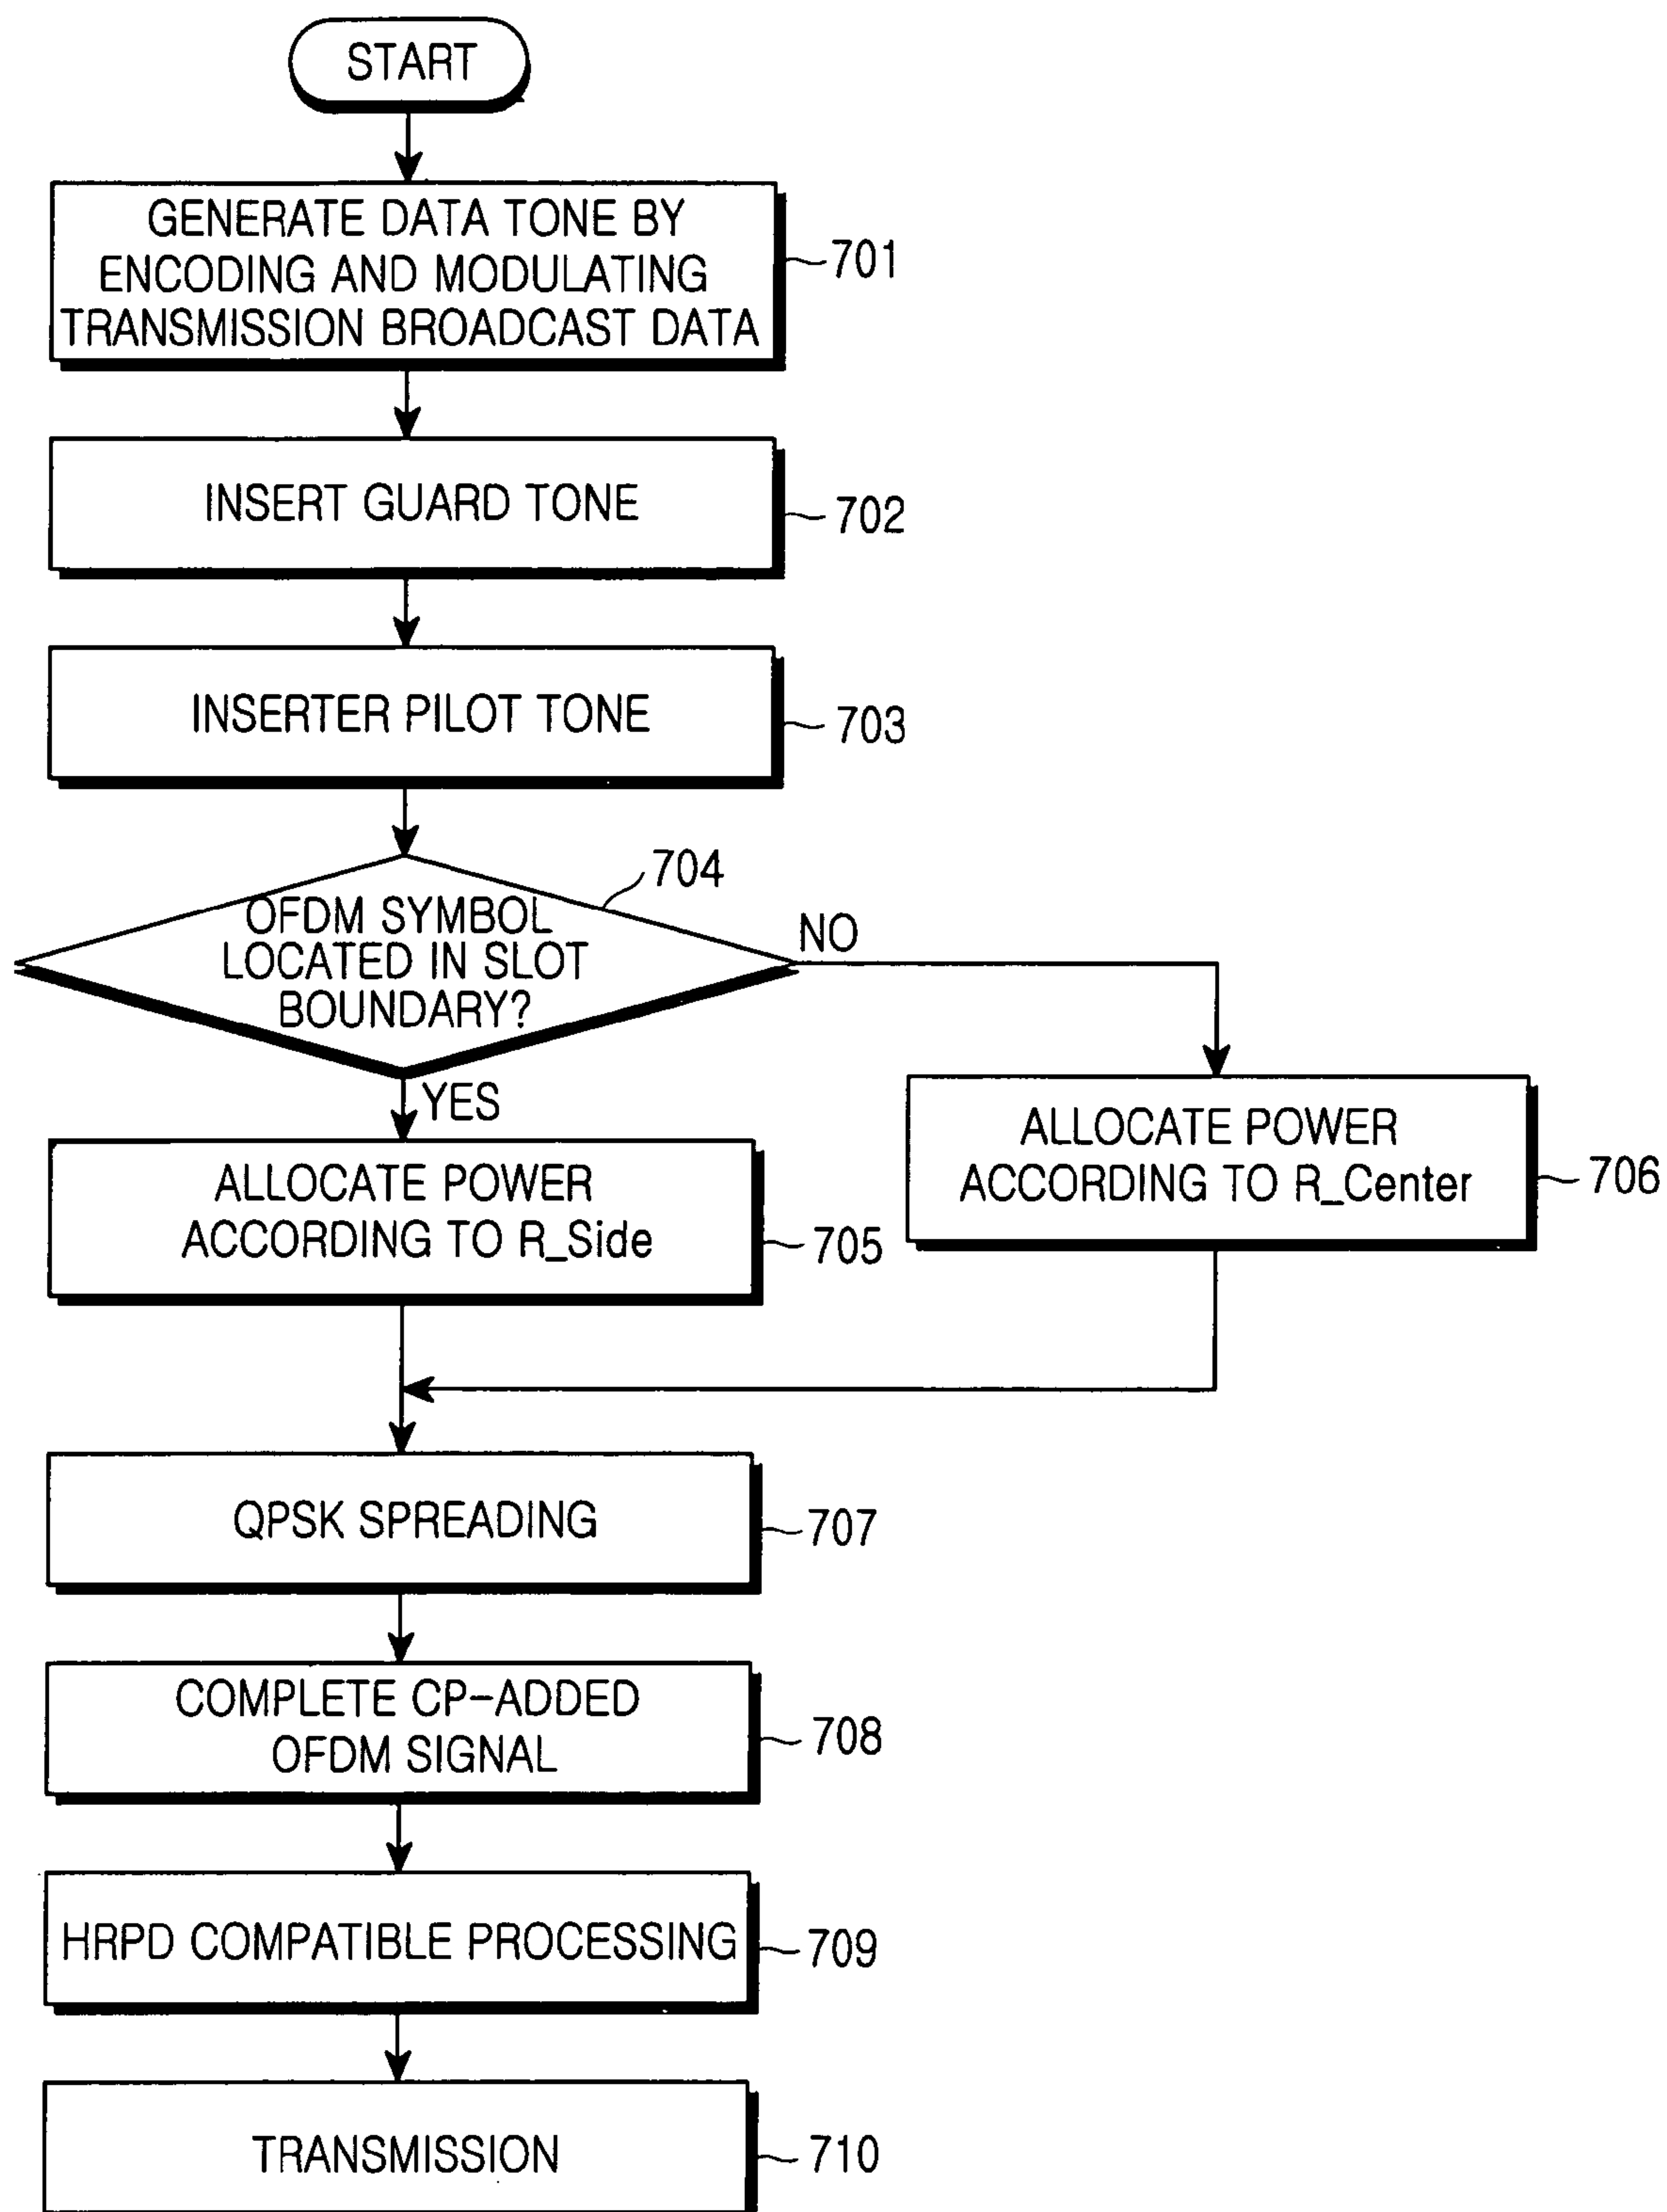 START
GENERATE DATA TONE BY
ENCODING AND MODULATING
TRANSMISSION BROADCAST DATA
701
INSERT GUARD TONE
702
INSERTER PILOT TONE
703
704
OFDM SYMBOL
LOCATED IN SLOT
BOUNDARY?
NO
YES
ALLOCATE POWER
ACCORDING TO R_Center
706
ALLOCATE POWER
ACCORDING TO R_Side
705
QPSK SPREADING
707
COMPLETE CP-ADDED
OFDM SIGNAL
708
HRPD COMPATIBLE PROCESSING
709
TRANSMISSION
710